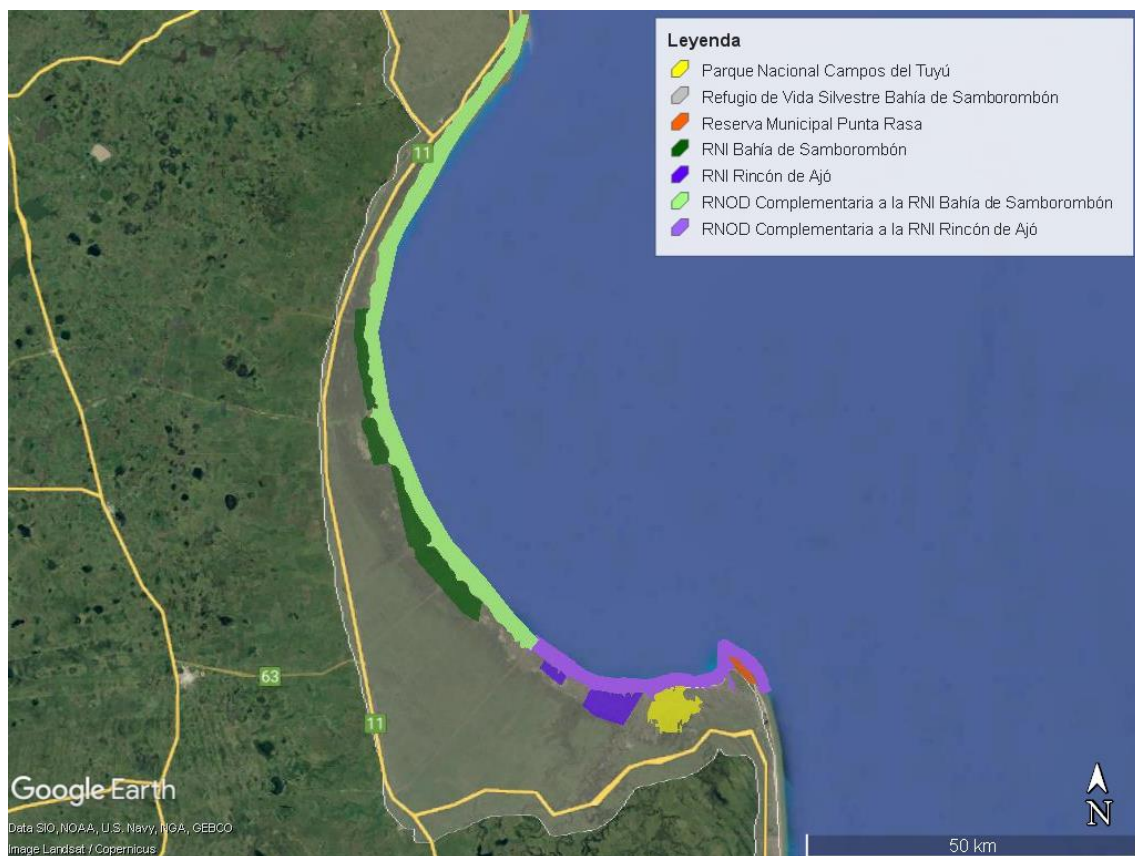 Leyenda
Parque Nacional Campos del Tuyú
Refugio de Vida Silvestre Bahía de Samborombón
Reserva Municipal Punta Rasa
RNI Bahía de Samborombón
RNI Rincón de Ajó
RNOD Complementaria a la RNI Bahía de Samborombón
RNOD Complementaria a la RNI Rincón de Ajó
11
63
11
Google Earth
N
Data SIO, NOAA, U.S. Navy, NGA, GEBCO
Image Landsat / Copernicus
50 km